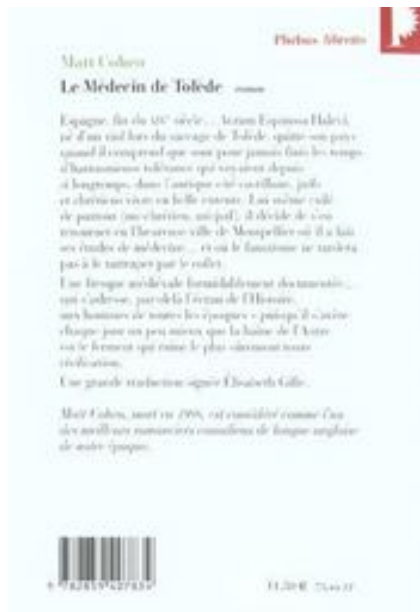 Phébus libretto
Matt Cohen
Le Médecin de Tolède roman
Espagne, fin du XIVe siècle... Avram Espinosa Halevi,
né d'un viol lors du saccage de Tolède, quitte son pays
quand il comprend que sont pour jamais finis les temps
d'harmonieuse tolérance qui voyaient depuis
si longtemps, dans l'antique cité castillane, juifs
et chrétiens vivre en belle entente. Lui-même exilé
de partout (ni chrétien, ni juif), il décide de s'en
retourner en l'heureuse ville de Montpellier où il a fait
ses études de médecine... et où le fanatisme ne tardera
pas à le rattraper par le collet.
Une fresque médiévale formidablement documentée...
qui s'adresse, par-delà l'écran de l'Histoire,
aux hommes de toutes les époques – puisqu'il s'avère
chaque jour un peu mieux que la haine de l'Autre
est le ferment qui mine le plus sûrement toute
civilisation.
Une grande traduction signée Élisabeth Gille.
Matt Cohen, mort en 1999, est considéré comme l'un
des meilleurs romanciers canadiens de langue anglaise
de notre époque.
9 782859 427894